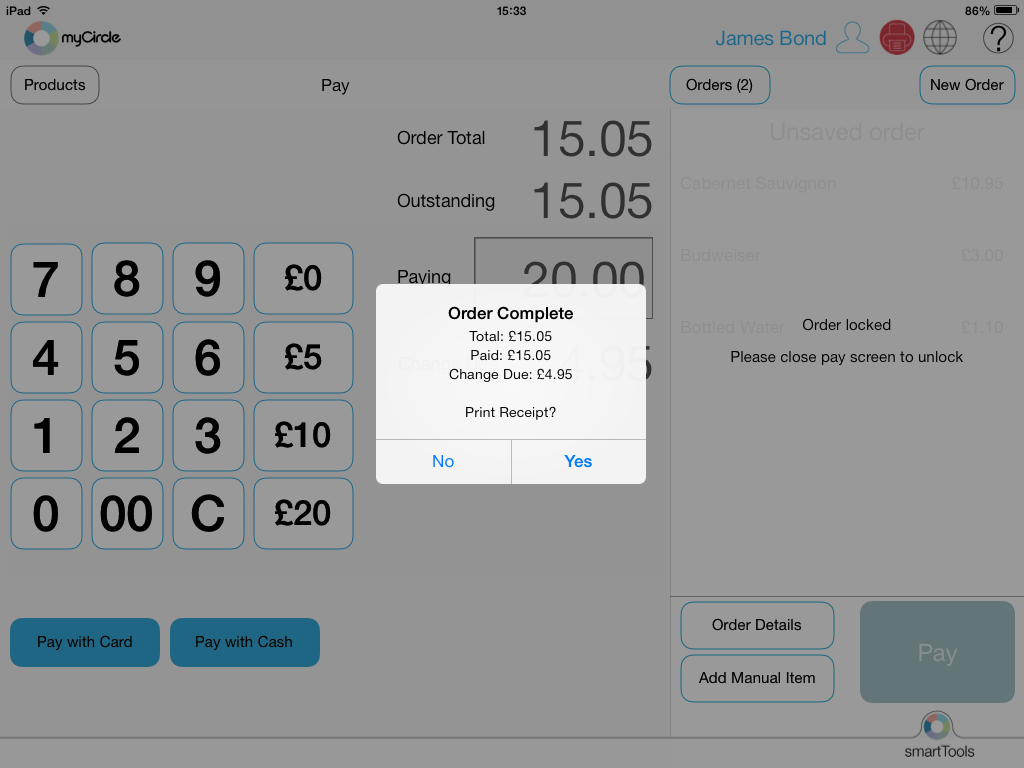 iPad 15:33 86%
myCircle James Bond ?
Products Pay Orders (2) New Order
Order Total 15.05
Outstanding 15.05
Paying 20.00
Change 4.95
7 8 9 £0
4 5 6 £5
1 2 3 £10
0 00 C £20
Pay with Card Pay with Cash
Order Complete
Total: £15.05
Paid: £15.05
Change Due: £4.95
Print Receipt?
No Yes
Unsaved order
Cabernet Sauvignon £10.95
Budweiser £3.00
Bottled Water £1.10
Order locked
Please close pay screen to unlock
Order Details
Add Manual Item
Pay
smartTools